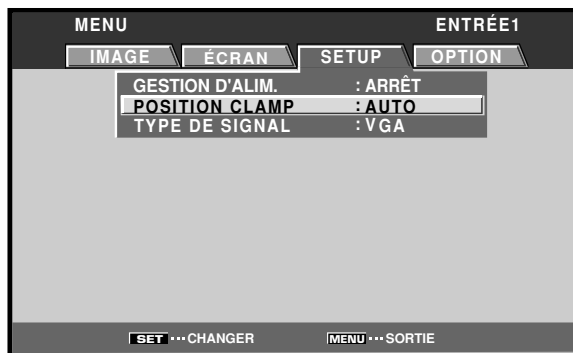 MENU ENTRÉE1
IMAGE ÉCRAN SETUP OPTION
GESTION D'ALIM. : ARRÊT
POSITION CLAMP : AUTO
TYPE DE SIGNAL : VGA
SET ··· CHANGER MENU ··· SORTIE